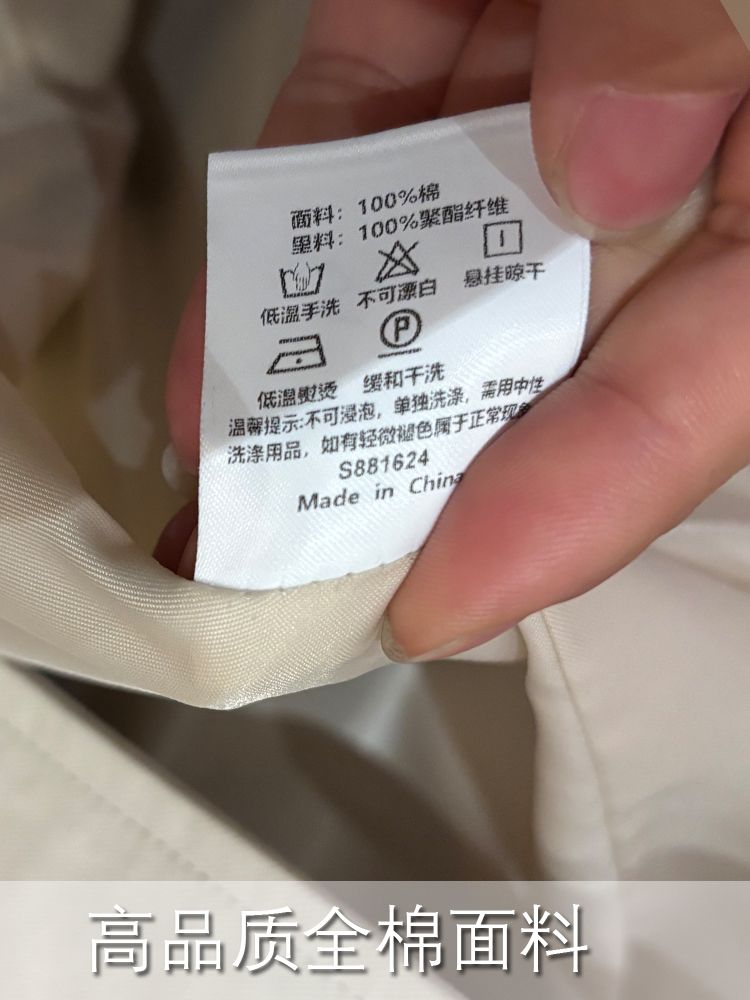 面料：100%棉
里料：100%聚酯纤维
低温手洗 不可漂白 悬挂晾干
P
低温熨烫 缓和干洗
温馨提示:不可浸泡，单独洗涤，需用中性
洗涤用品，如有轻微褪色属于正常现象
S881624
Made in China
高品质全棉面料